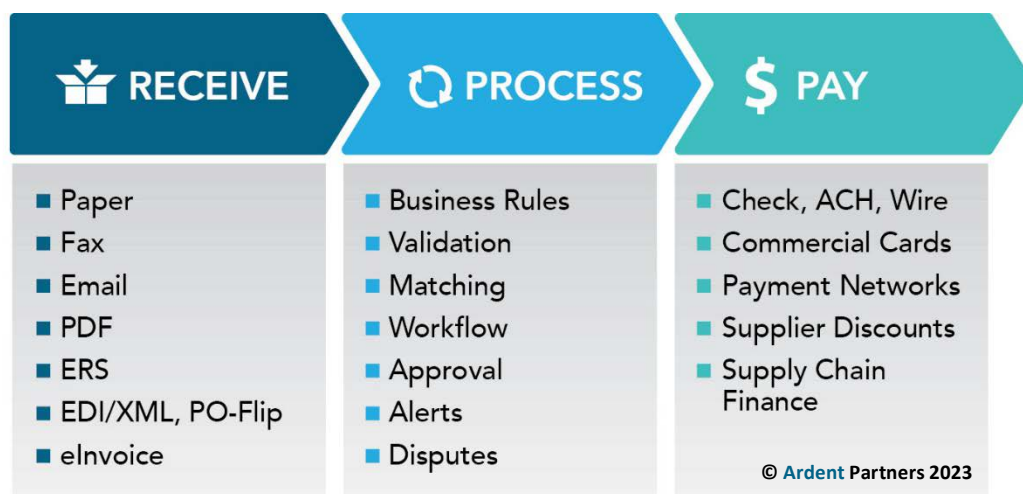 RECEIVE
Paper
Fax
Email
PDF
ERS
EDI/XML, PO-Flip
eInvoice
PROCESS
Business Rules
Validation
Matching
Workflow
Approval
Alerts
Disputes
$ PAY
Check, ACH, Wire
Commercial Cards
Payment Networks
Supplier Discounts
Supply Chain
Finance
© Ardent Partners 2023